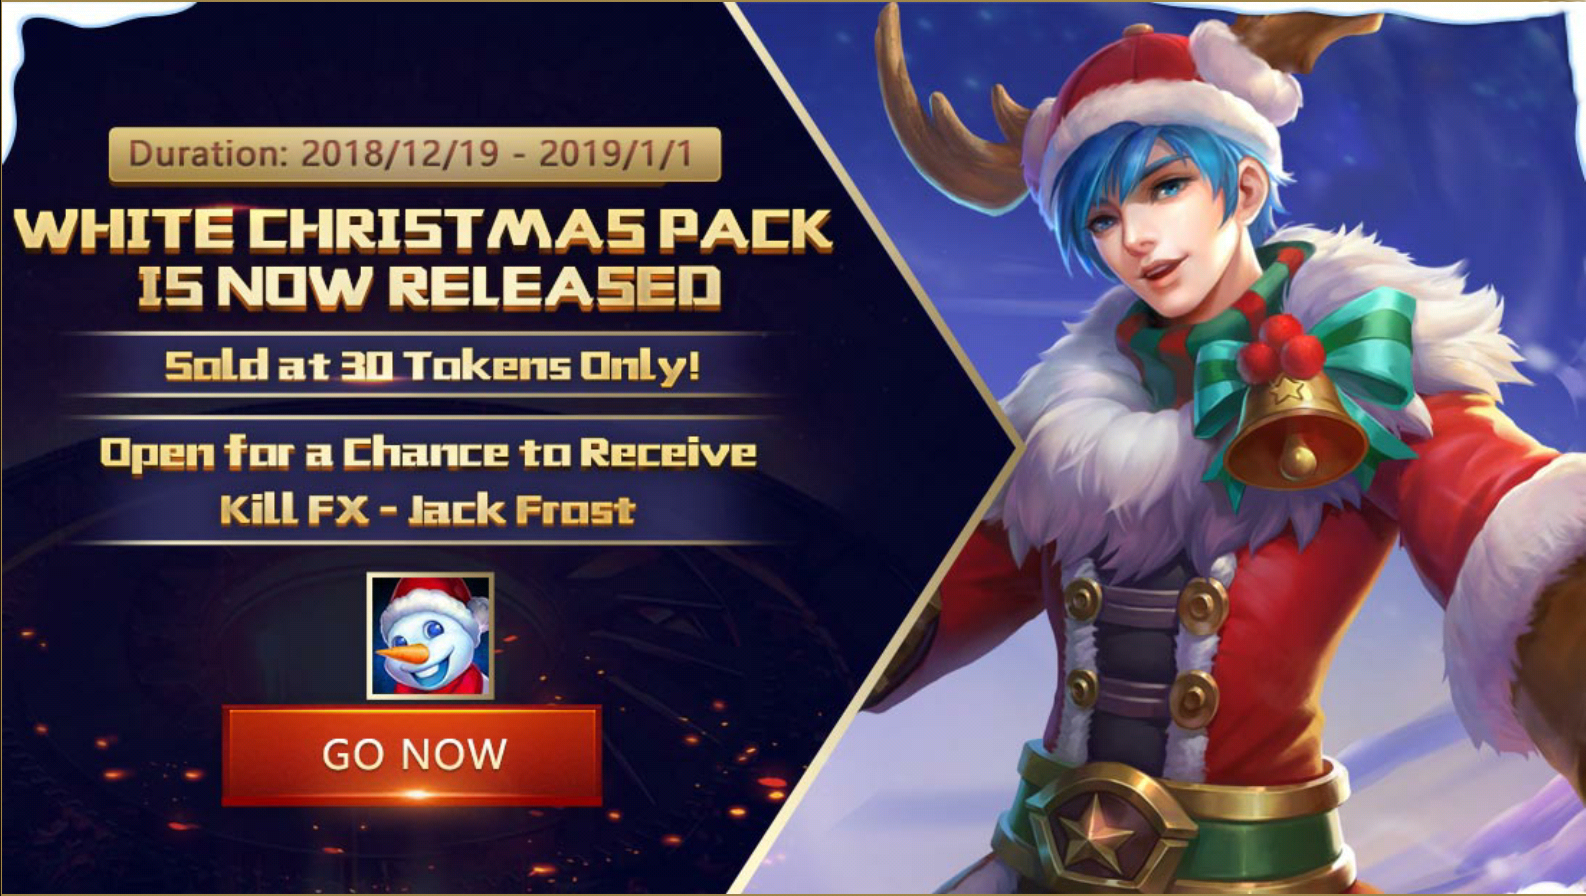 Duration: 2018/12/19 - 2019/1/1
WHITE CHRISTMAS PACK
IS NOW RELEASED
Sold at 30 Tokens Only!
Open for a Chance to Receive
Kill FX - Jack Frost
GO NOW